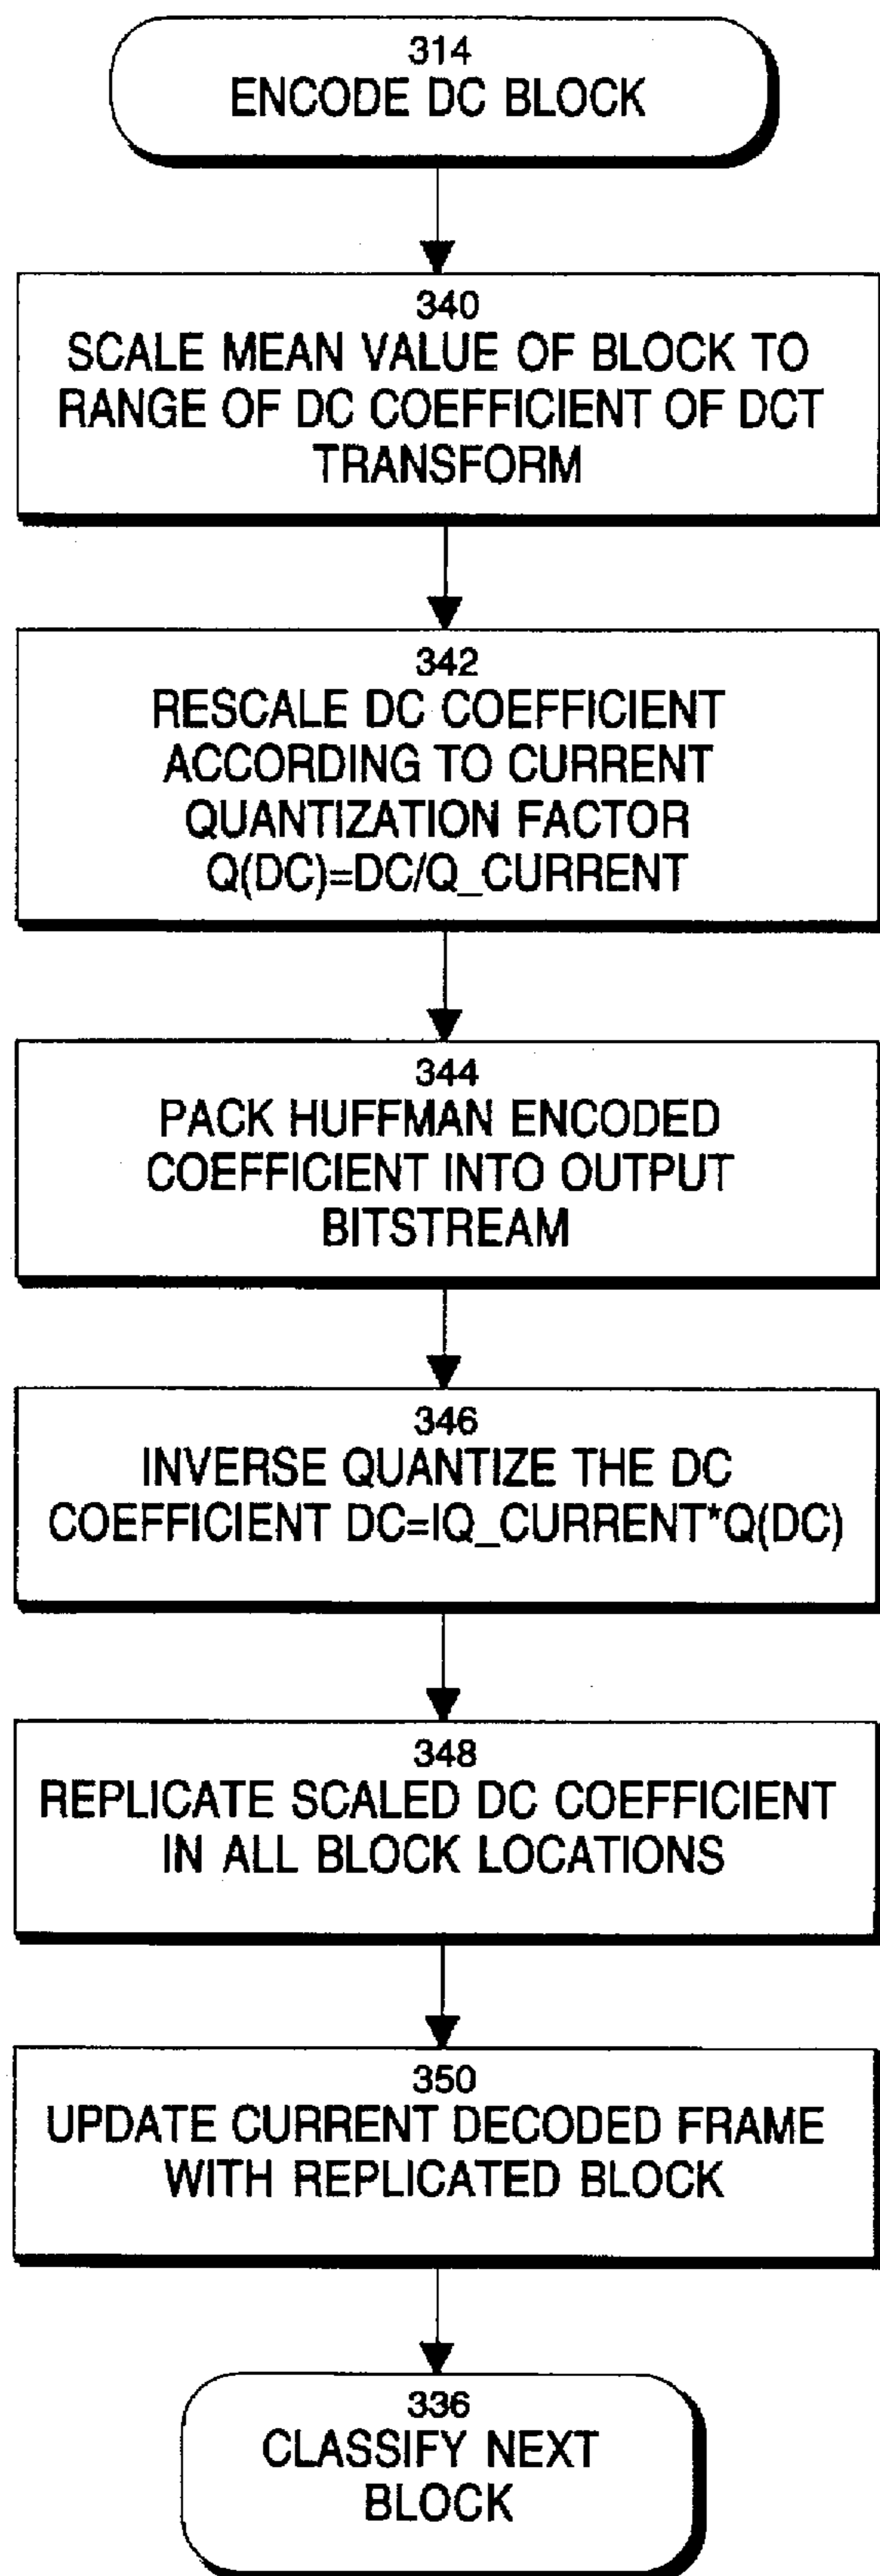 314
ENCODE DC BLOCK
340
SCALE MEAN VALUE OF BLOCK TO
RANGE OF DC COEFFICIENT OF DCT
TRANSFORM
342
RESCALE DC COEFFICIENT
ACCORDING TO CURRENT
QUANTIZATION FACTOR
Q(DC)=DC/Q_CURRENT
344
PACK HUFFMAN ENCODED
COEFFICIENT INTO OUTPUT
BITSTREAM
346
INVERSE QUANTIZE THE DC
COEFFICIENT DC=IQ_CURRENT*Q(DC)
348
REPLICATE SCALED DC COEFFICIENT
IN ALL BLOCK LOCATIONS
350
UPDATE CURRENT DECODED FRAME
WITH REPLICATED BLOCK
336
CLASSIFY NEXT
BLOCK